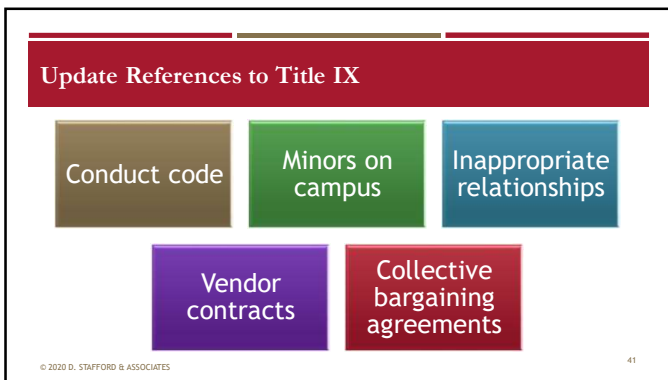 Update References to Title IX
Conduct code
Minors on
campus
Inappropriate
relationships
Vendor
contracts
Collective
bargaining
agreements
© 2020 D. STAFFORD & ASSOCIATES
41